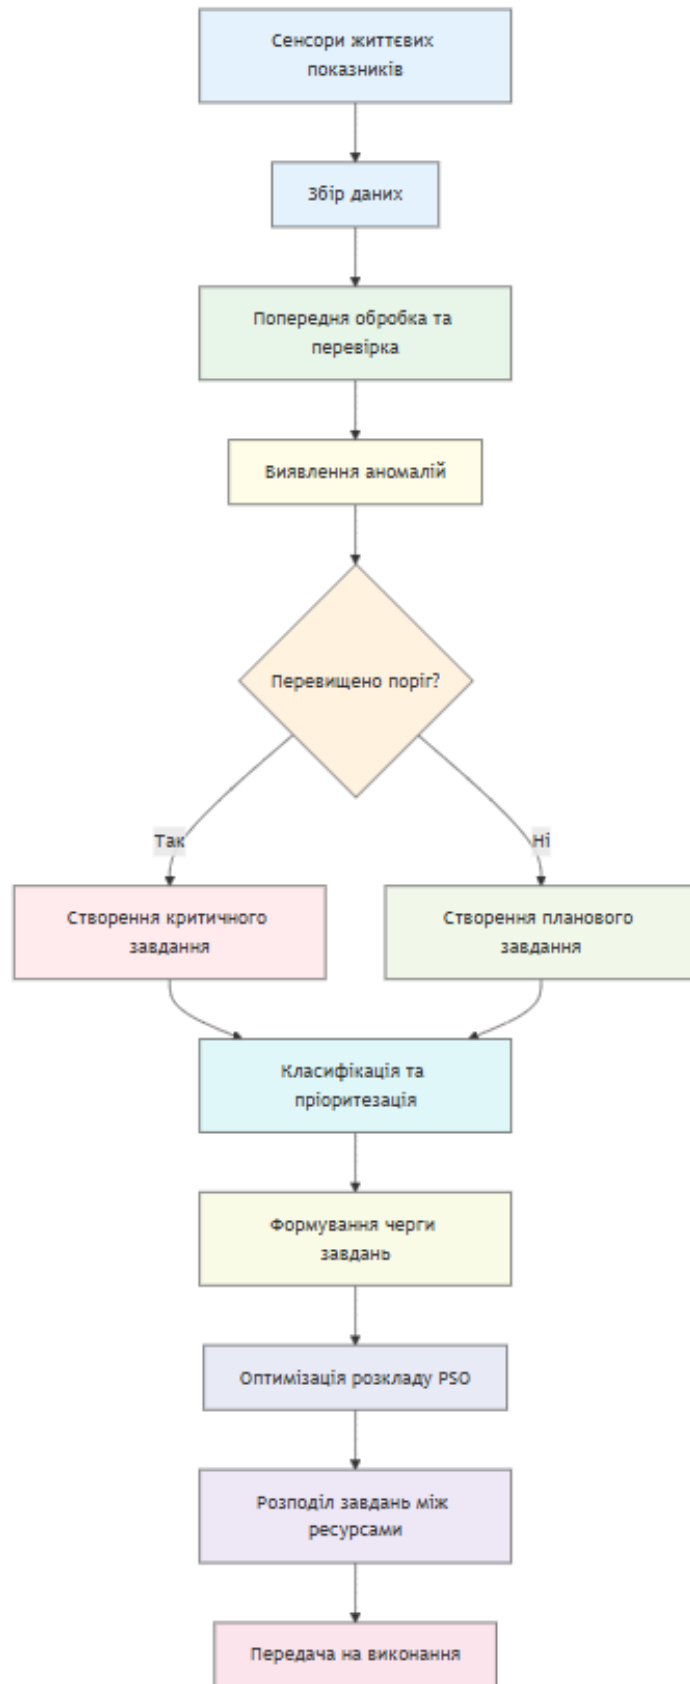 Сенсори життєвих
показників
Збір даних
Попередня обробка та
перевірка
Виявлення аномалій
Перевищено поріг?
Так
Ні
Створення критичного
завдання
Створення планового
завдання
Класифікація та
пріоритезація
Формування черги
завдань
Оптимізація розкладу PSO
Розподіл завдань між
ресурсами
Передача на виконання